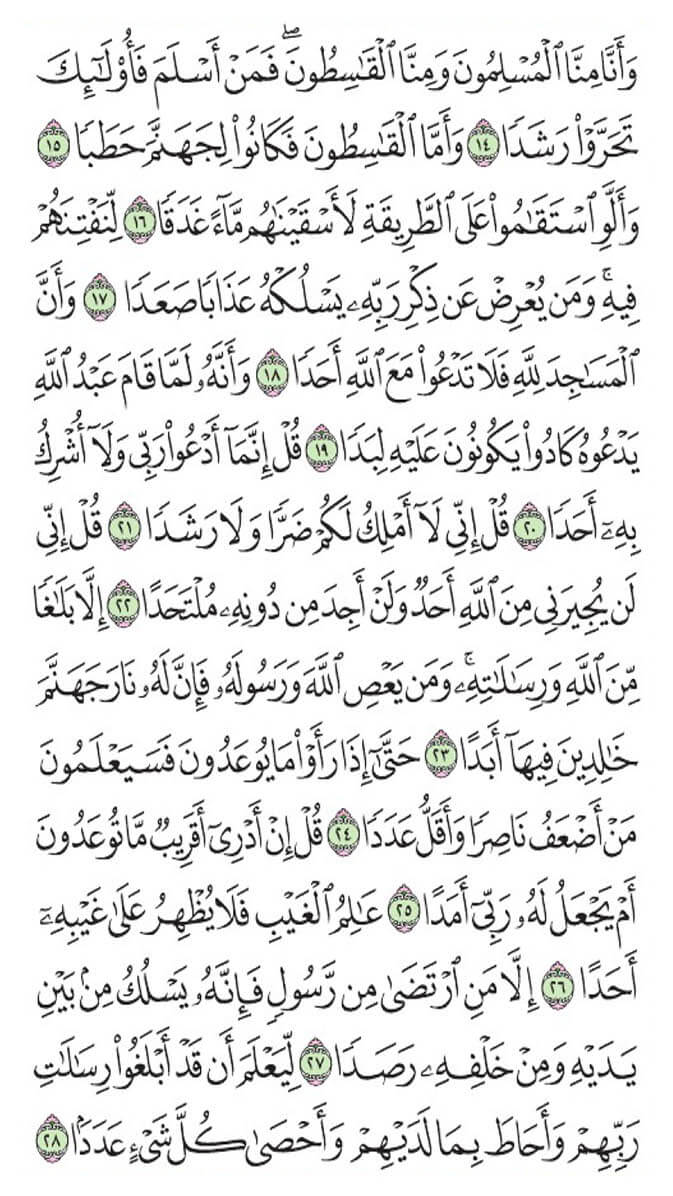 وَأَنَّا مِنَّا ٱلْمُسْلِمُونَ وَمِنَّا ٱلْقَٰسِطُونَۖ فَمَنْ أَسْلَمَ فَأُو۟لَٰٓئِكَ
تَحَرَّوْا۟ رَشَدًا ١٤ وَأَمَّا ٱلْقَٰسِطُونَ فَكَانُوا۟ لِجَهَنَّمَ حَطَبًا ١٥
وَأَلَّوِ ٱسْتَقَٰمُوا۟ عَلَى ٱلطَّرِيقَةِ لَأَسْقَيْنَٰهُم مَّآءً غَدَقًا ١٦ لِّنَفْتِنَهُمْ
فِيهِۚ وَمَن يُعْرِضْ عَن ذِكْرِ رَبِّهِۦ يَسْلُكْهُ عَذَابًا صَعَدًا ١٧ وَأَنَّ
ٱلْمَسَٰجِدَ لِلَّهِ فَلَا تَدْعُوا۟ مَعَ ٱللَّهِ أَحَدًا ١٨ وَأَنَّهُۥ لَمَّا قَامَ عَبْدُ ٱللَّهِ
يَدْعُوهُ كَادُوا۟ يَكُونُونَ عَلَيْهِ لِبَدًا ١٩ قُلْ إِنَّمَآ أَدْعُوا۟ رَبِّى وَلَآ أُشْرِكُ
بِهِۦٓ أَحَدًا ٢٠ قُلْ إِنِّى لَآ أَمْلِكُ لَكُمْ ضَرًّا وَلَا رَشَدًا ٢١ قُلْ إِنِّى
لَن يُجِيرَنِى مِنَ ٱللَّهِ أَحَدٌ وَلَنْ أَجِدَ مِن دُونِهِۦ مُلْتَحَدًا ٢٢ إِلَّا بَلَٰغًا
مِّنَ ٱللَّهِ وَرِسَٰلَٰتِهِۦۚ وَمَن يَعْصِ ٱللَّهَ وَرَسُولَهُۥ فَإِنَّ لَهُۥ نَارَ جَهَنَّمَ
خَٰلِدِينَ فِيهَآ أَبَدًا ٢٣ حَتَّىٰٓ إِذَا رَأَوْا۟ مَا يُوعَدُونَ فَسَيَعْلَمُونَ
مَنْ أَضْعَفُ نَاصِرًا وَأَقَلُّ عَدَدًا ٢٤ قُلْ إِنْ أَدْرِىٓ أَقَرِيبٌ مَّا تُوعَدُونَ
أَمْ يَجْعَلُ لَهُۥ رَبِّىٓ أَمَدًا ٢٥ عَٰلِمُ ٱلْغَيْبِ فَلَا يُظْهِرُ عَلَىٰ غَيْبِهِۦٓ
أَحَدًا ٢٦ إِلَّا مَنِ ٱرْتَضَىٰ مِن رَّسُولٍ فَإِنَّهُۥ يَسْلُكُ مِنۢ بَيْنِ
يَدَيْهِ وَمِنْ خَلْفِهِۦ رَصَدًا ٢٧ لِّيَعْلَمَ أَن قَدْ أَبْلَغُوا۟ رِسَٰلَٰتِ
رَبِّهِمْ وَأَحَاطَ بِمَا لَدَيْهِمْ وَأَحْصَىٰ كُلَّ شَىْءٍ عَدَدًۢا ٢٨